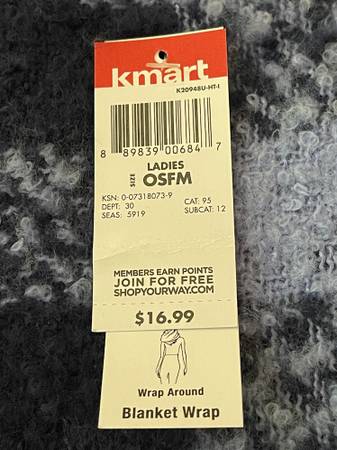 kmart
K20948U-HT-I
8 89839 00684 7
LADIES
SIZE OSFM
KSN: 0-07318073-9
DEPT: 30 CAT: 95
SEAS: 5919 SUBCAT: 12
MEMBERS EARN POINTS
JOIN FOR FREE
SHOPYOURWAY.COM
$16.99
Wrap Around
Blanket Wrap